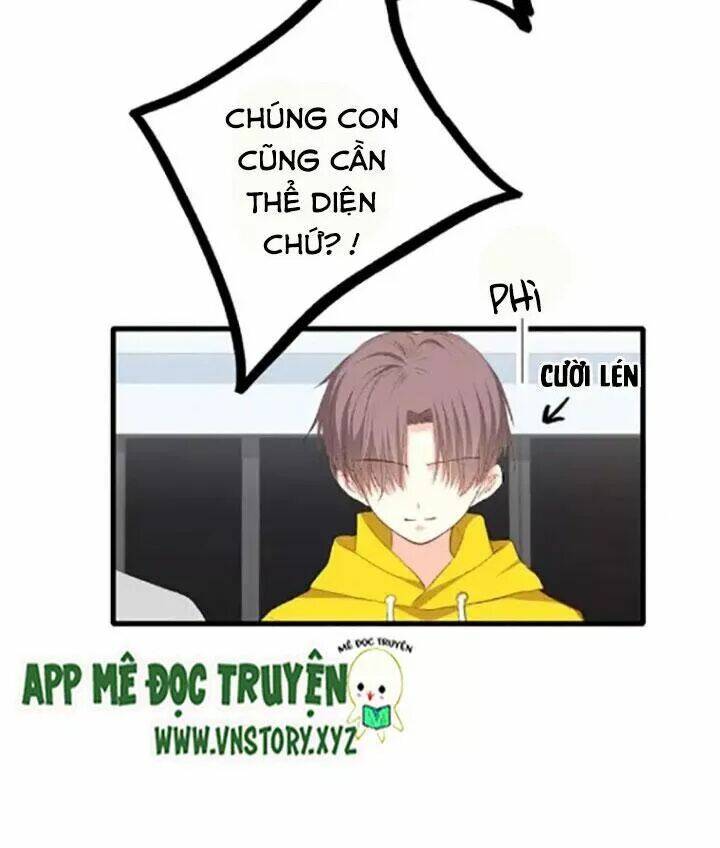 CHÚNG CON
CŨNG CẦN
THỂ DIỆN
CHỨ?!
PHÌ
CƯỜI LÉN
MÊ ĐỌC TRUYỆN
APP MÊ ĐỌC TRUYỆN
WWW.VNSTORY.XYZ